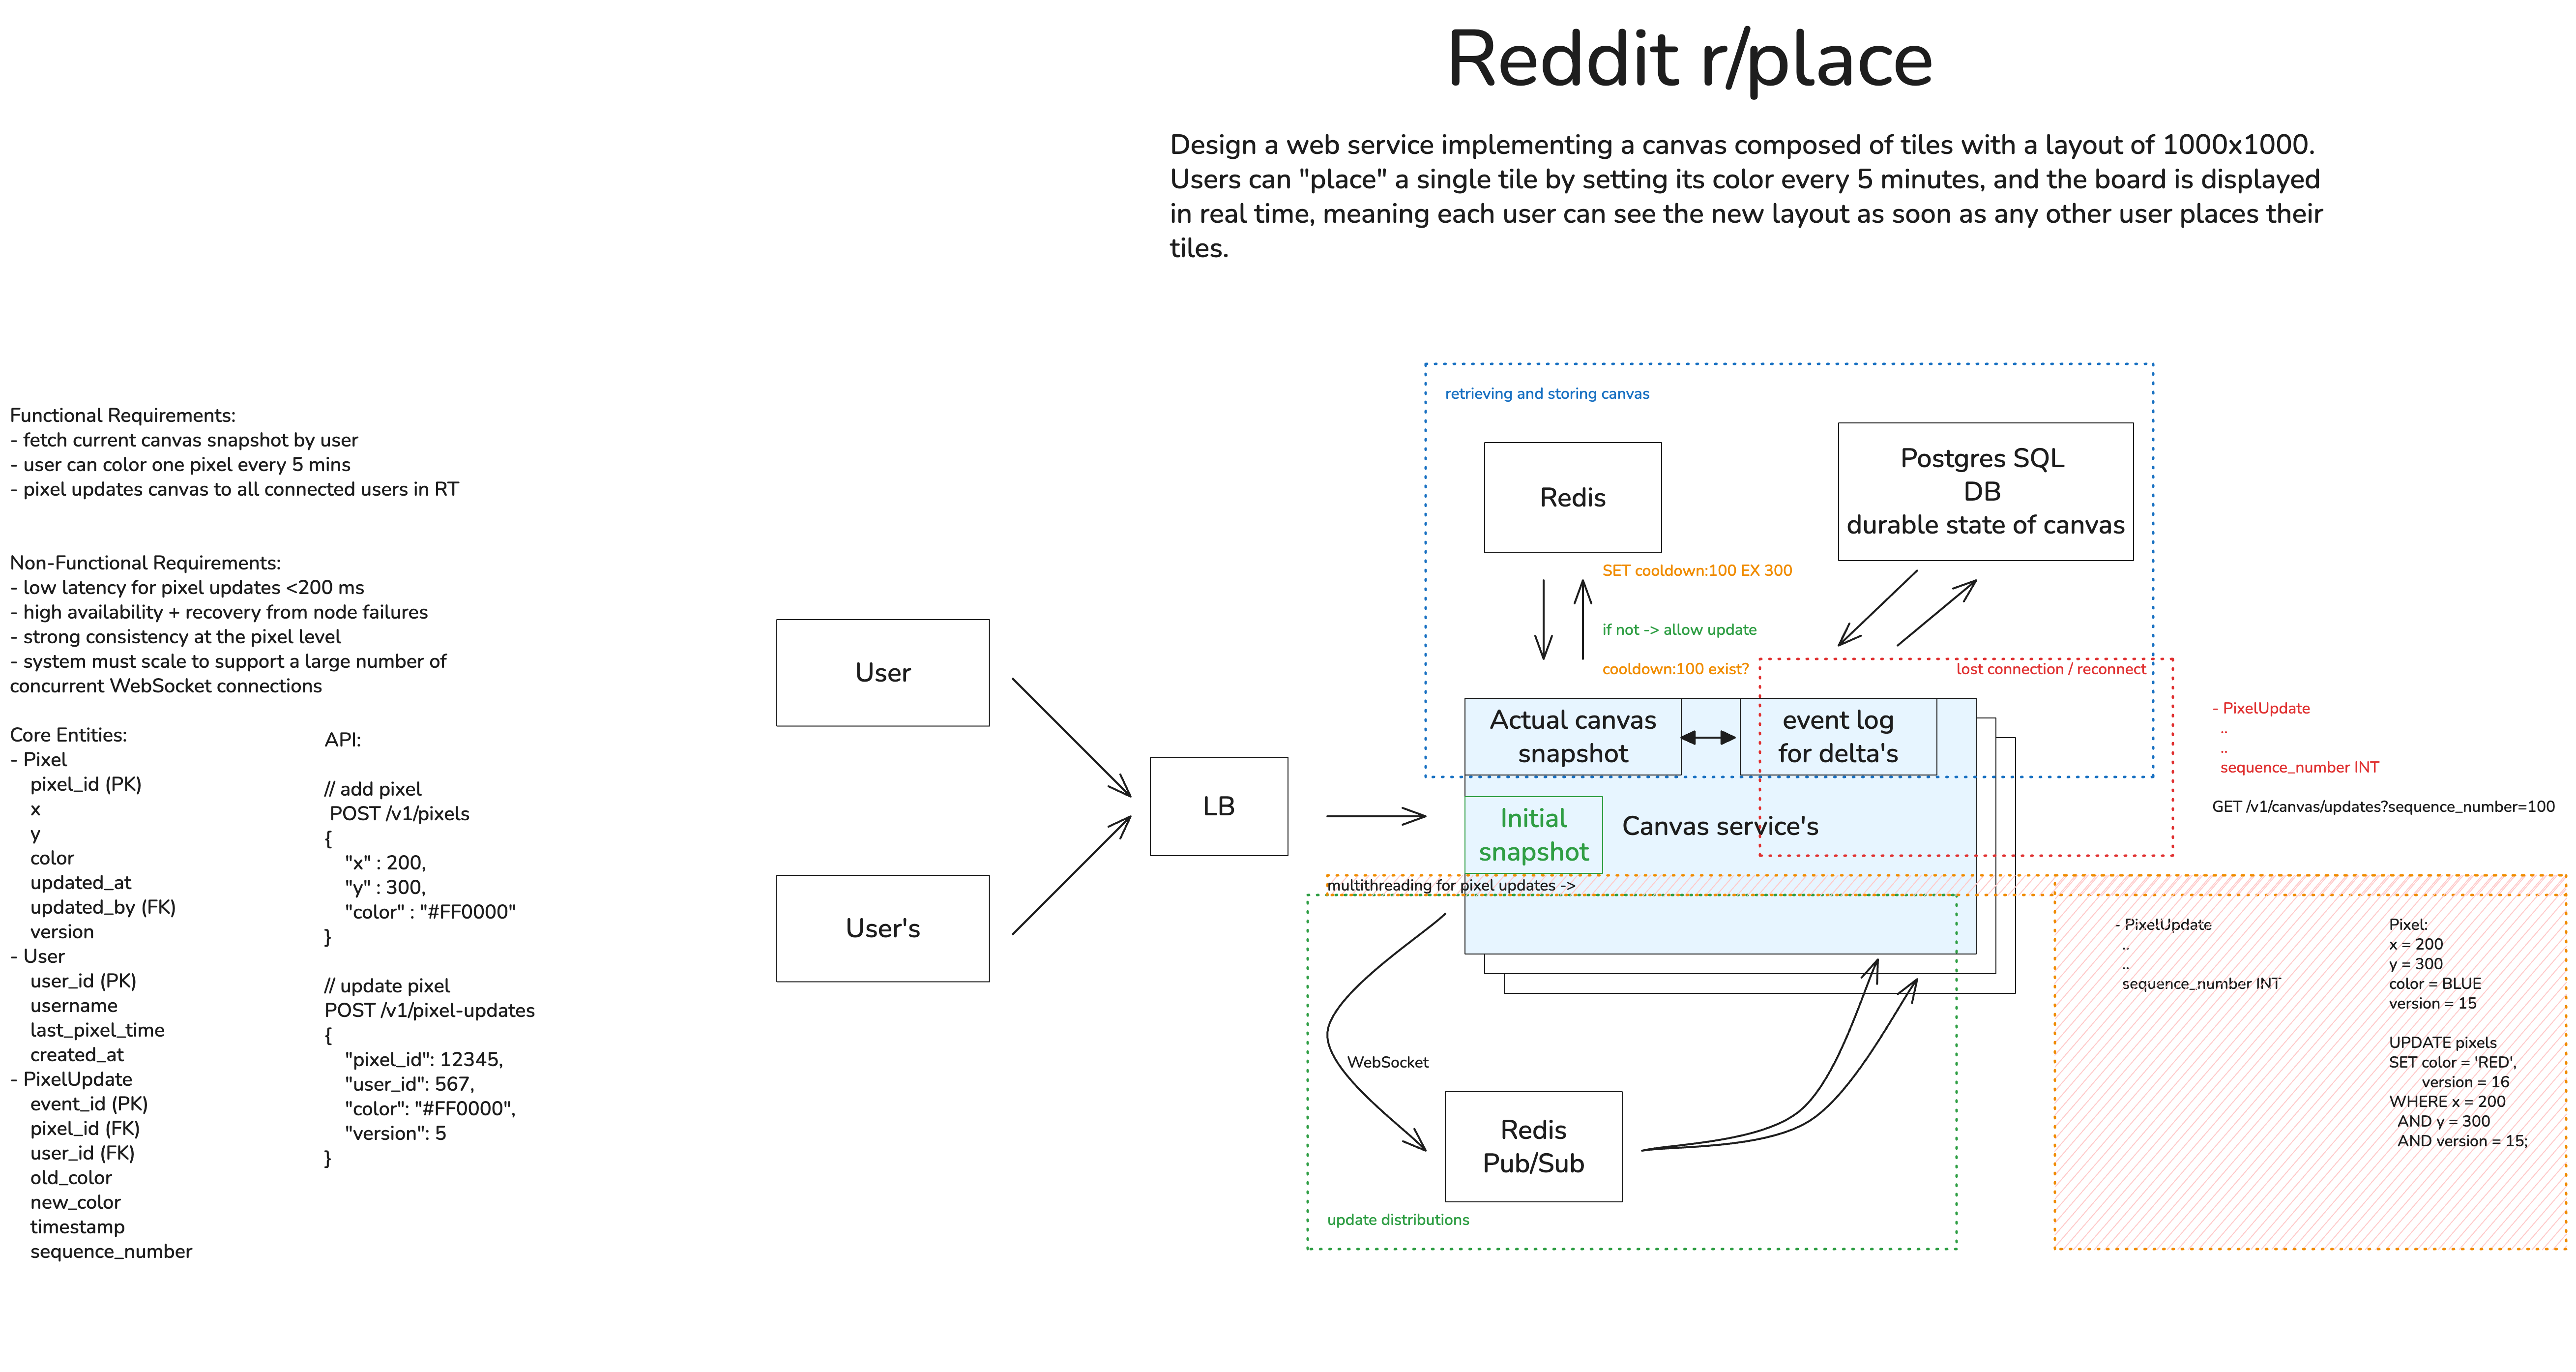 Reddit r/place
Design a web service implementing a canvas composed of tiles with a layout of 1000x1000.
Users can "place" a single tile by setting its color every 5 minutes, and the board is displayed
in real time, meaning each user can see the new layout as soon as any other user places their
tiles.
Functional Requirements:
- fetch current canvas snapshot by user
- user can color one pixel every 5 mins
- pixel updates canvas to all connected users in RT
Non-Functional Requirements:
- low latency for pixel updates <200 ms
- high availability + recovery from node failures
- strong consistency at the pixel level
- system must scale to support a large number of
concurrent WebSocket connections
Core Entities:
- Pixel
pixel_id (PK)
x
y
color
updated_at
updated_by (FK)
version
- User
user_id (PK)
username
last_pixel_time
created_at
- PixelUpdate
event_id (PK)
pixel_id (FK)
user_id (FK)
old_color
new_color
timestamp
sequence_number
API:
// add pixel
POST /v1/pixels
{
"x" : 200,
"y" : 300,
"color" : "#FF0000"
}
// update pixel
POST /v1/pixel-updates
{
"pixel_id": 12345,
"user_id": 567,
"color": "#FF0000",
"version": 5
}
User
User's
LB
retrieving and storing canvas
Redis
Postgres SQL
DB
durable state of canvas
SET cooldown:100 EX 300
if not -> allow update
cooldown:100 exist?
lost connection / reconnect
Actual canvas
snapshot
event log
for delta's
Initial
snapshot
Canvas service's
multithreading for pixel updates ->
WebSocket
Redis
Pub/Sub
update distributions
- PixelUpdate
..
..
sequence_number INT
GET /v1/canvas/updates?sequence_number=100
- PixelUpdate
..
..
sequence_number INT
Pixel:
x = 200
y = 300
color = BLUE
version = 15
UPDATE pixels
SET color = 'RED',
version = 16
WHERE x = 200
AND y = 300
AND version = 15;